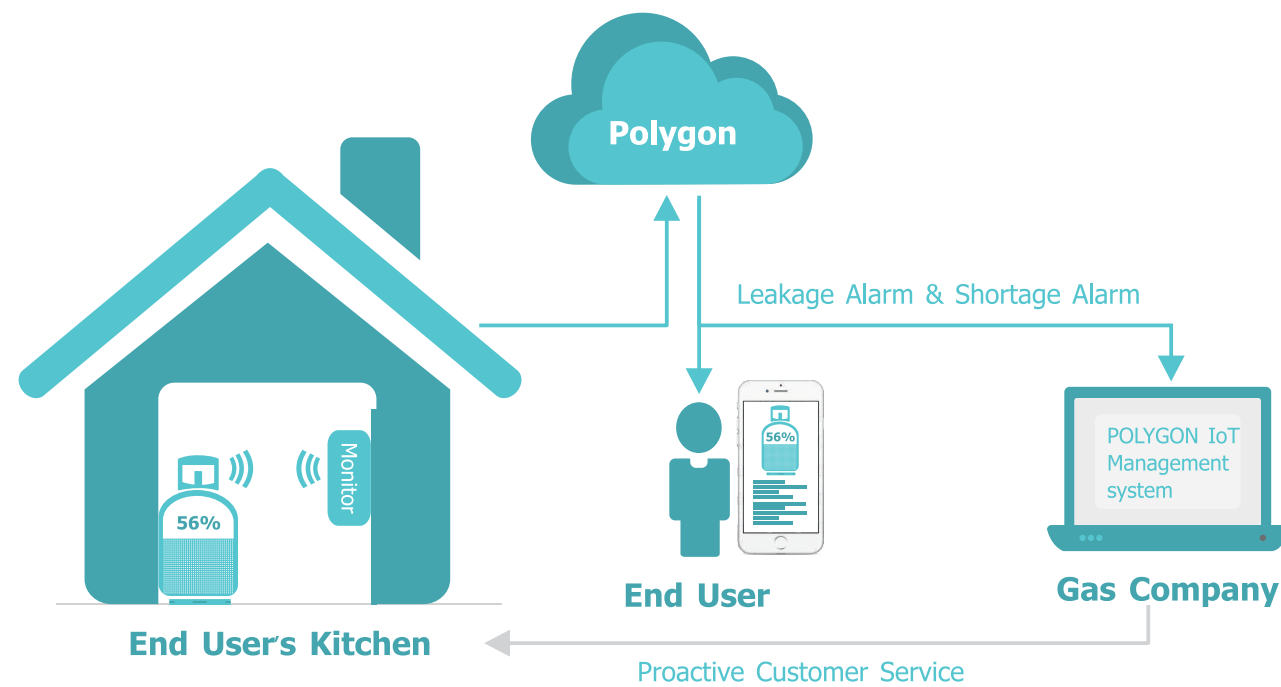 Polygon
Leakage Alarm & Shortage Alarm
Monitor
56%
56%
POLYGON IoT
Management
system
End User
Gas Company
End User's Kitchen
Proactive Customer Service